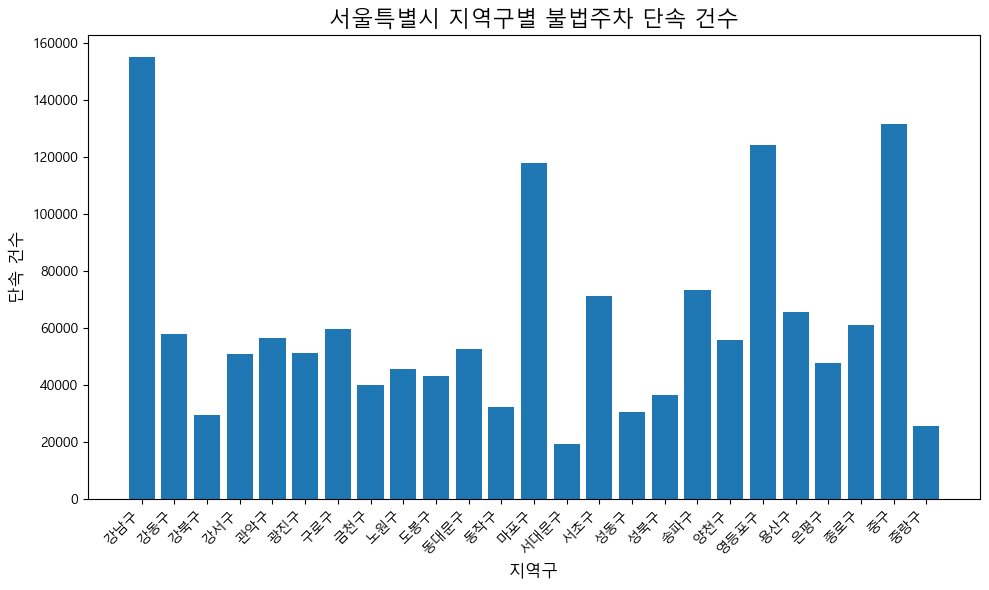 서울특별시 지역구별 불법주차 단속 건수
단속 건수
160000
140000
120000
100000
80000
60000
40000
20000
0
강남구
강동구
강북구
강서구
관악구
광진구
구로구
금천구
노원구
도봉구
동대문구
동작구
마포구
서대문구
서초구
성동구
성북구
송파구
양천구
영등포구
용산구
은평구
종로구
중구
중랑구
지역구